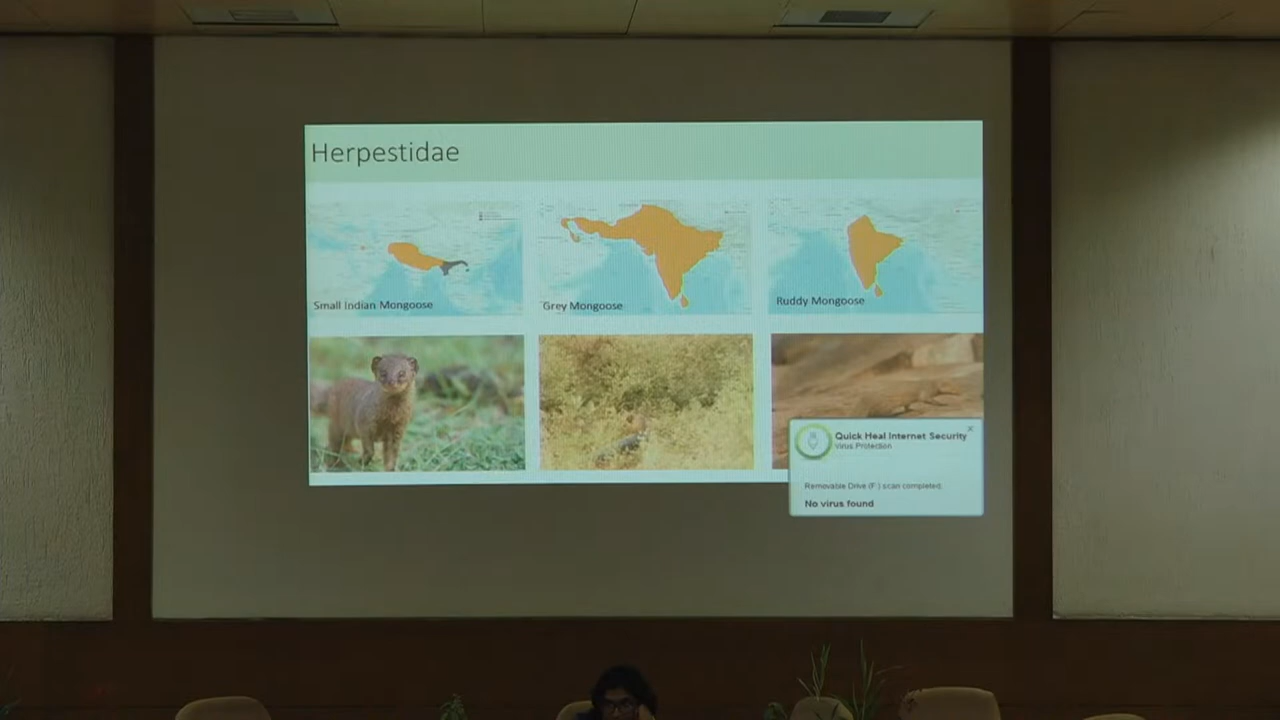 Herpestidae
Small Indian Mongoose
Grey Mongoose
Ruddy Mongoose
Quick Heal Internet Security
Virus Protection
Removable Drive (F:) scan completed.
No virus found